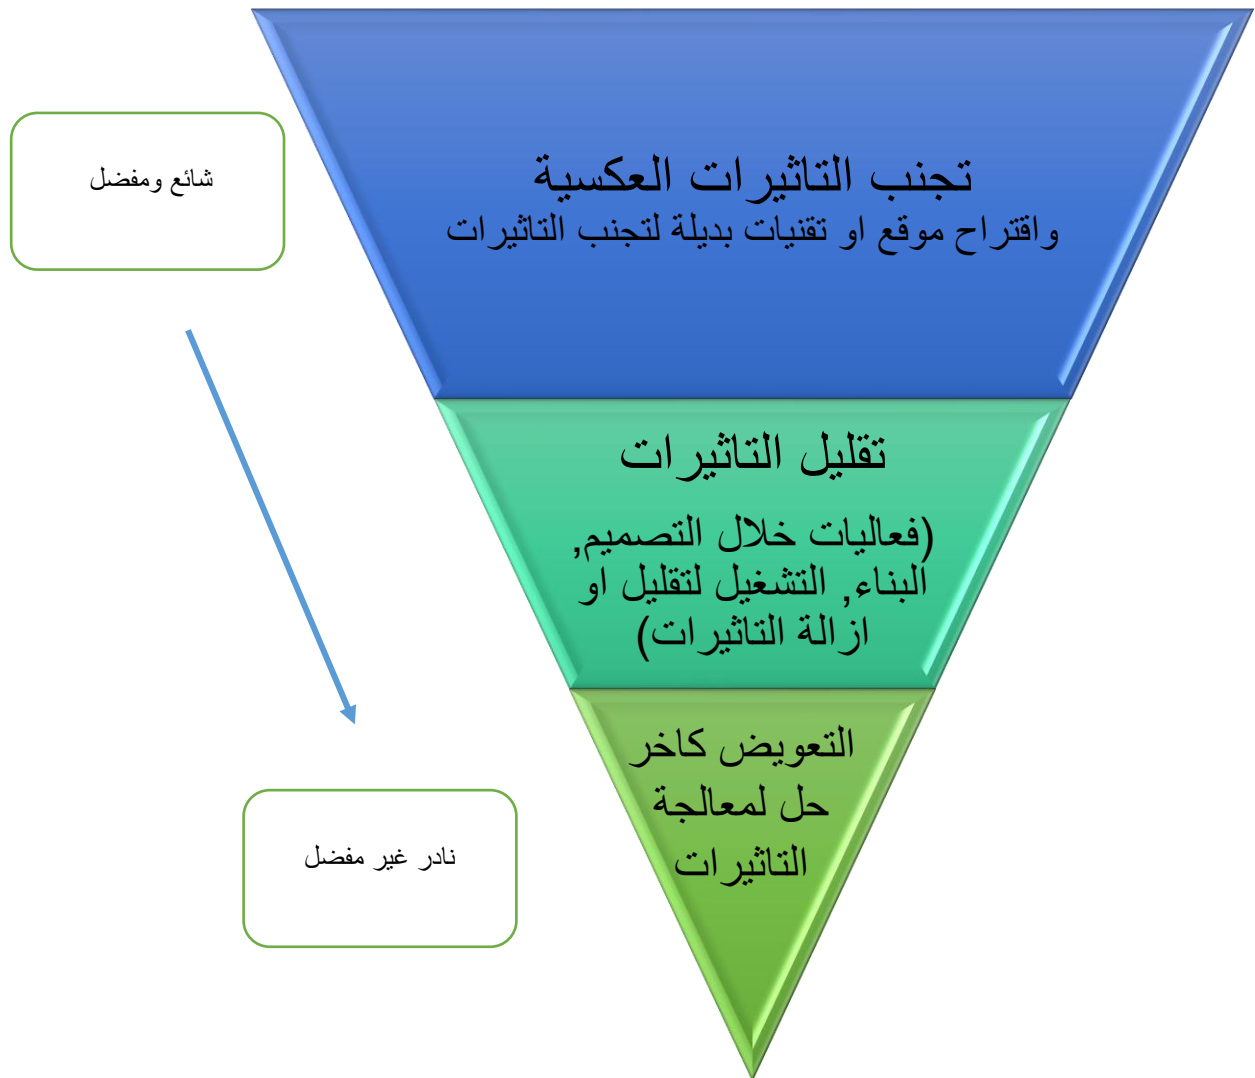 تجنب التاثيرات العكسية
واقتراح موقع او تقنيات بديلة لتجنب التاثيرات
شائع ومفضل
تقليل التاثيرات
(فعاليات خلال التصميم,
البناء, التشغيل لتقليل او
ازالة التاثيرات)
التعويض كاخر
حل لمعالجة
التاثيرات
نادر غير مفضل